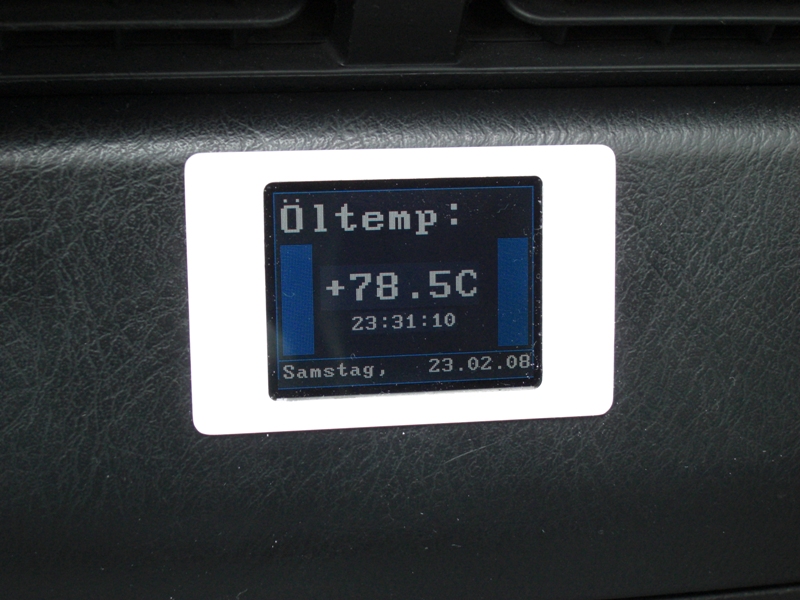 Öltemp:
+78.5C
23:31:10
Samstag, 23.02.08